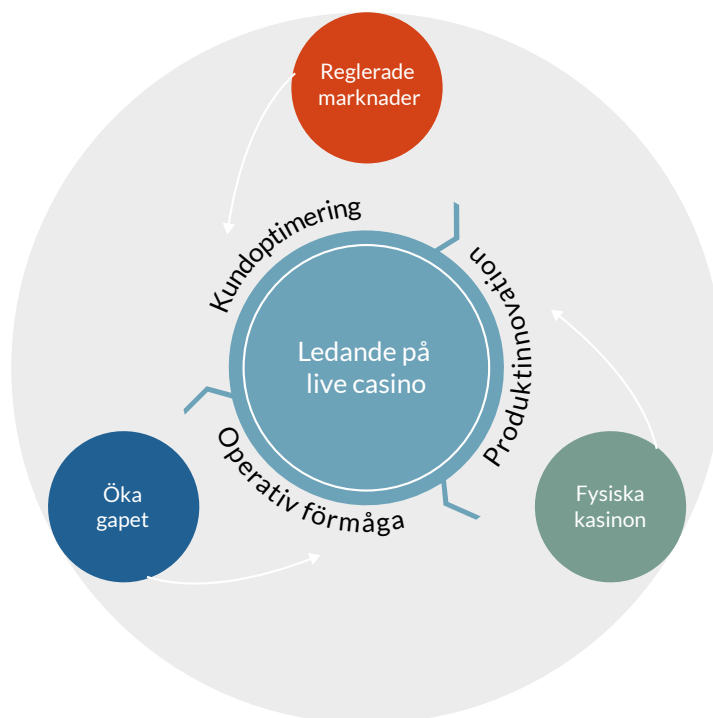 Reglerade
marknader
Kundoptimering
Produktinnovation
Ledande på
live casino
Operativ förmåga
Öka
gapet
Fysiska
kasinon